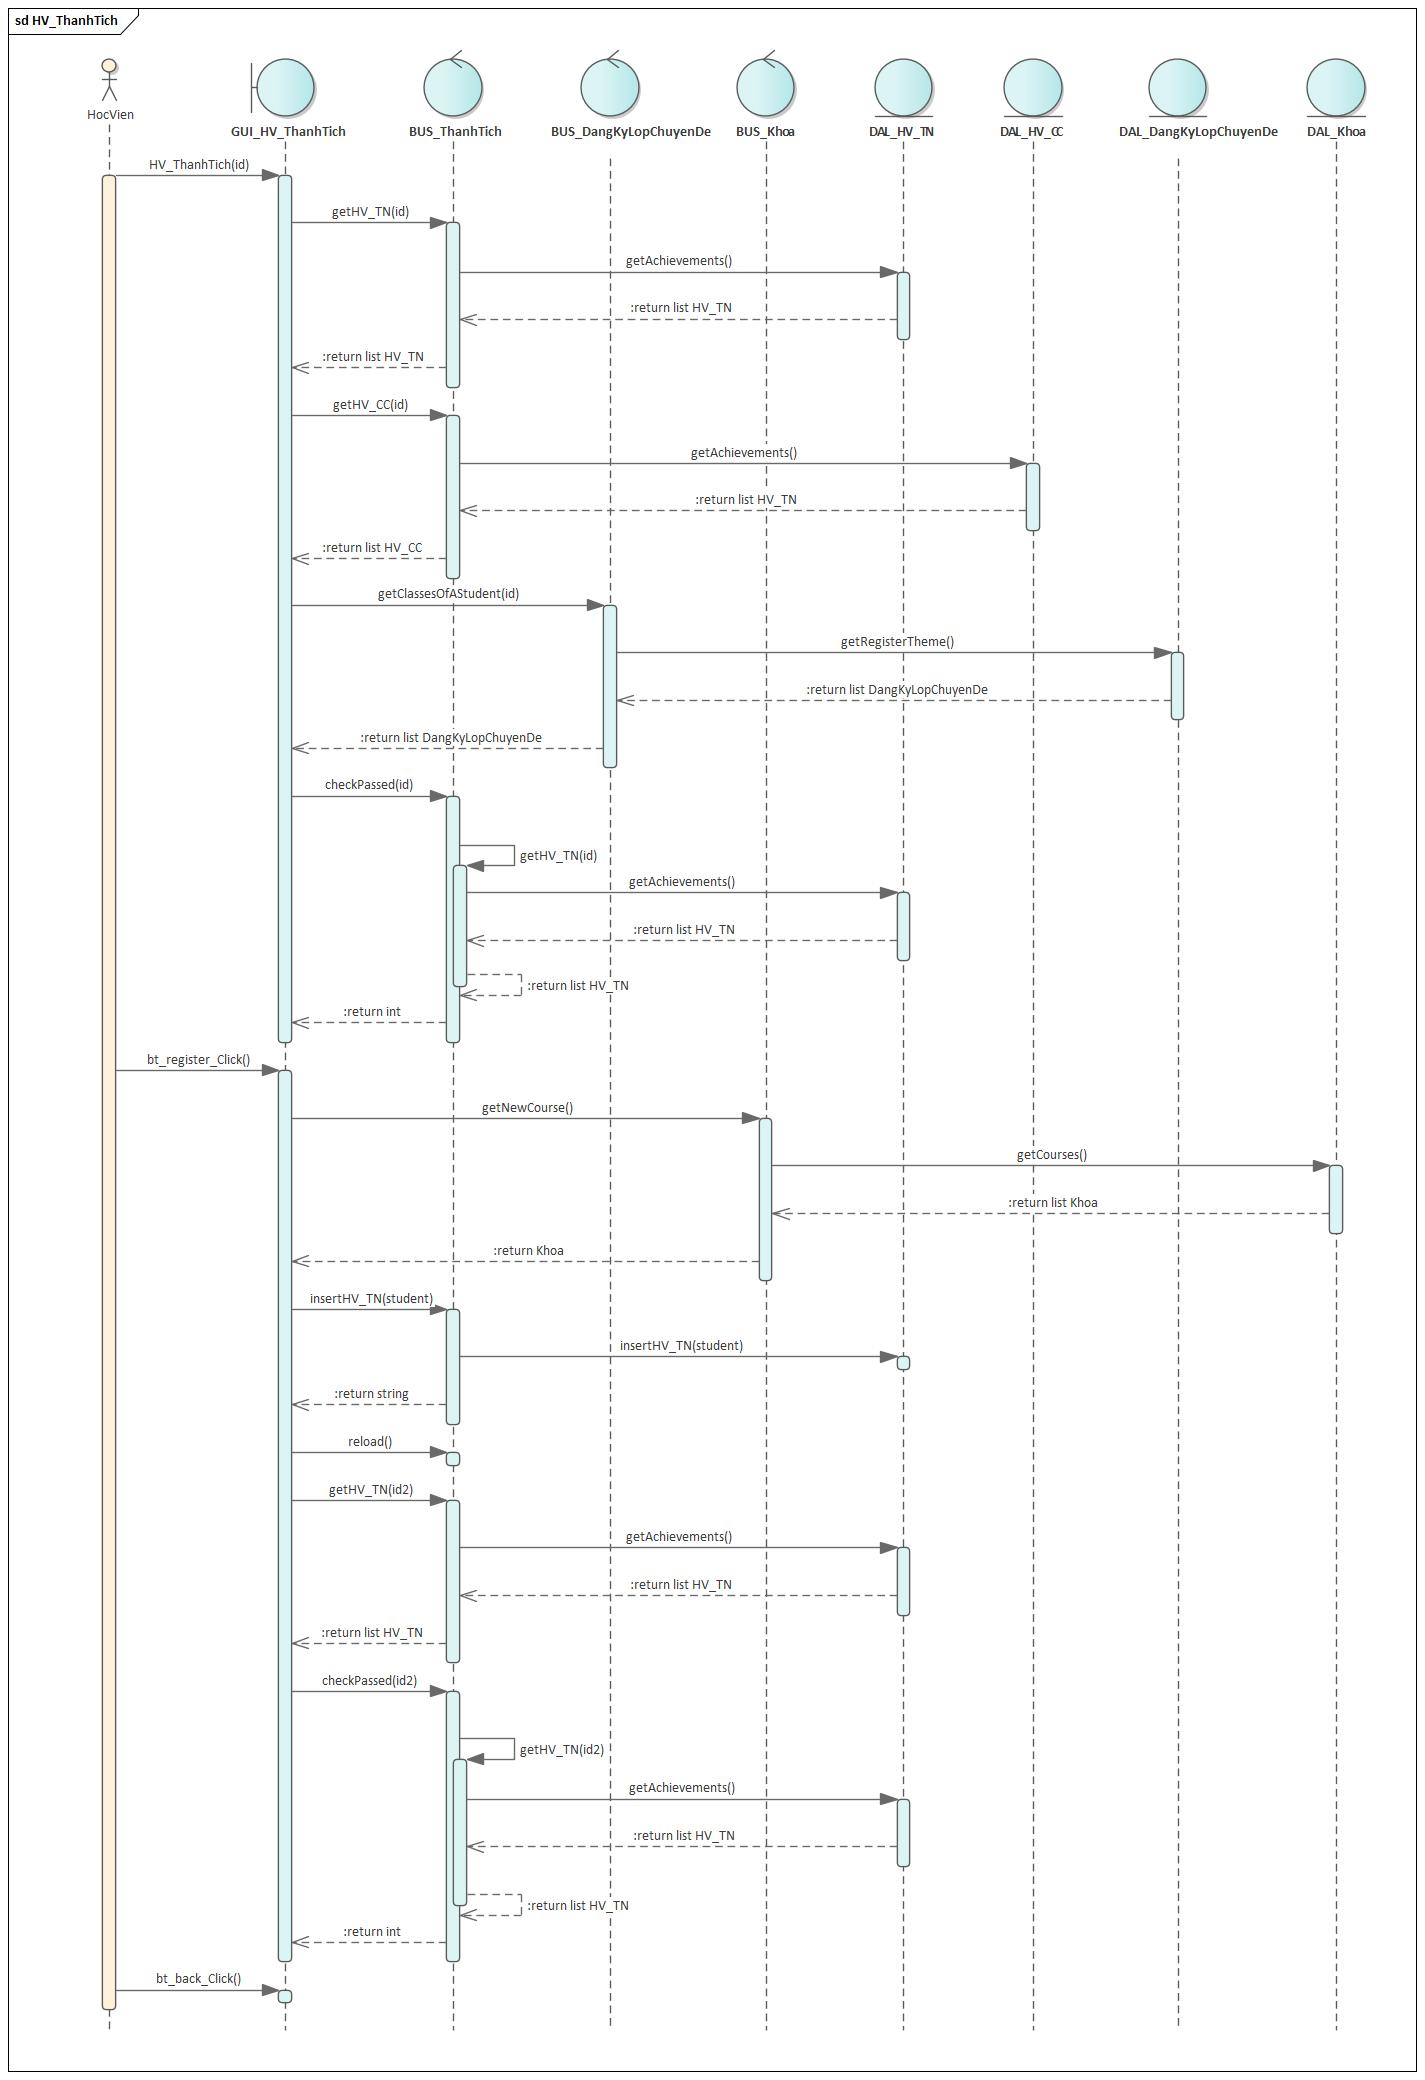 sd HV_ThanhTich
HocVien
GUI_HV_ThanhTich
BUS_ThanhTich
BUS_DangKyLopChuyenDe
BUS_Khoa
DAL_HV_TN
DAL_HV_CC
DAL_DangKyLopChuyenDe
DAL_Khoa
HV_ThanhTich(id)
getHV_TN(id)
getAchievements()
:return list HV_TN
:return list HV_TN
getHV_CC(id)
getAchievements()
:return list HV_TN
:return list HV_CC
getClassesOfAStudent(id)
getRegisterTheme()
:return list DangKyLopChuyenDe
:return list DangKyLopChuyenDe
checkPassed(id)
getHV_TN(id)
getAchievements()
:return list HV_TN
:return list HV_TN
:return int
bt_register_Click()
getNewCourse()
getCourses()
:return list Khoa
:return Khoa
insertHV_TN(student)
insertHV_TN(student)
:return string
reload()
getHV_TN(id2)
getAchievements()
:return list HV_TN
:return list HV_TN
checkPassed(id2)
getHV_TN(id2)
getAchievements()
:return list HV_TN
:return list HV_TN
:return int
bt_back_Click()